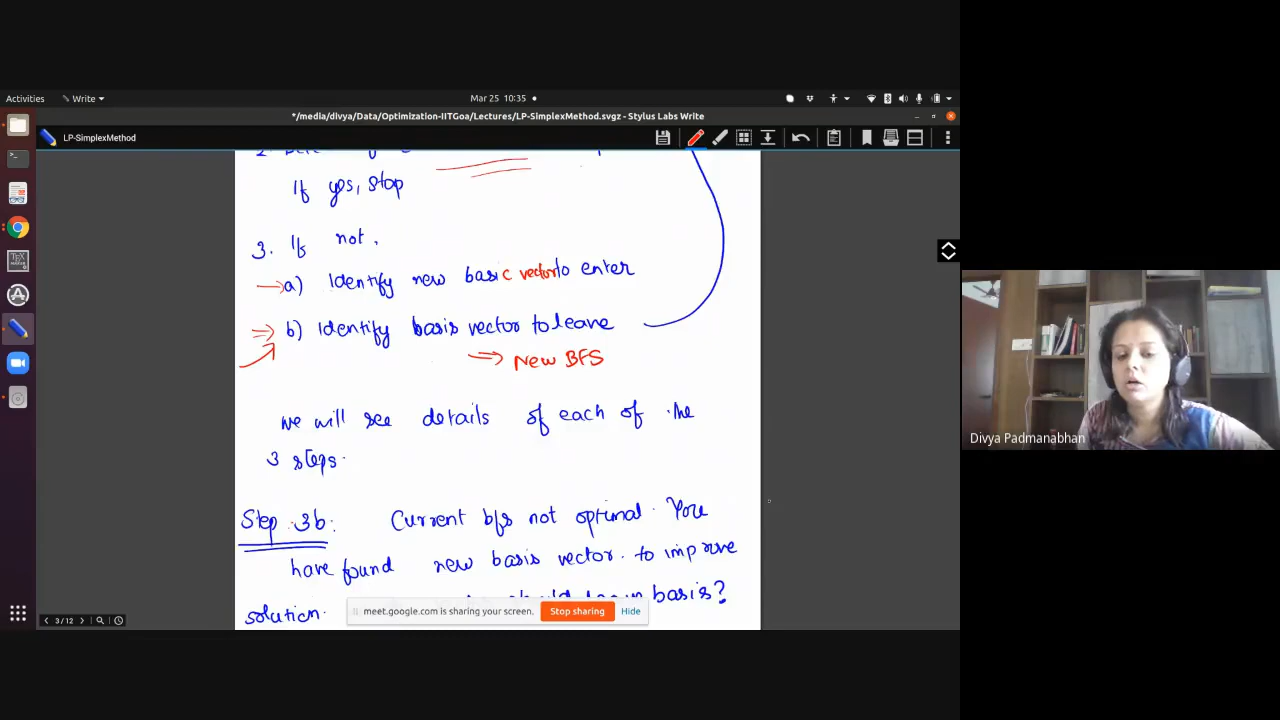 Activities
Write
Mar 25 10:35
*/media/divya/Data/Optimization-IITGoa/Lectures/LP-SimplexMethod.svgz - Stylus Labs Write
LP-SimplexMethod
2.
If yes, stop
3. If not,
a) Identify new basic vector to enter
b) Identify basis vector to leave
⇒ New BFS
we will see details of each of the
3 steps.
Step 3b: Current bfs not optimal. You
have found new basis vector. to improve
solution. basis?
meet.google.com is sharing your screen. Stop sharing Hide
3/12
Divya Padmanabhan